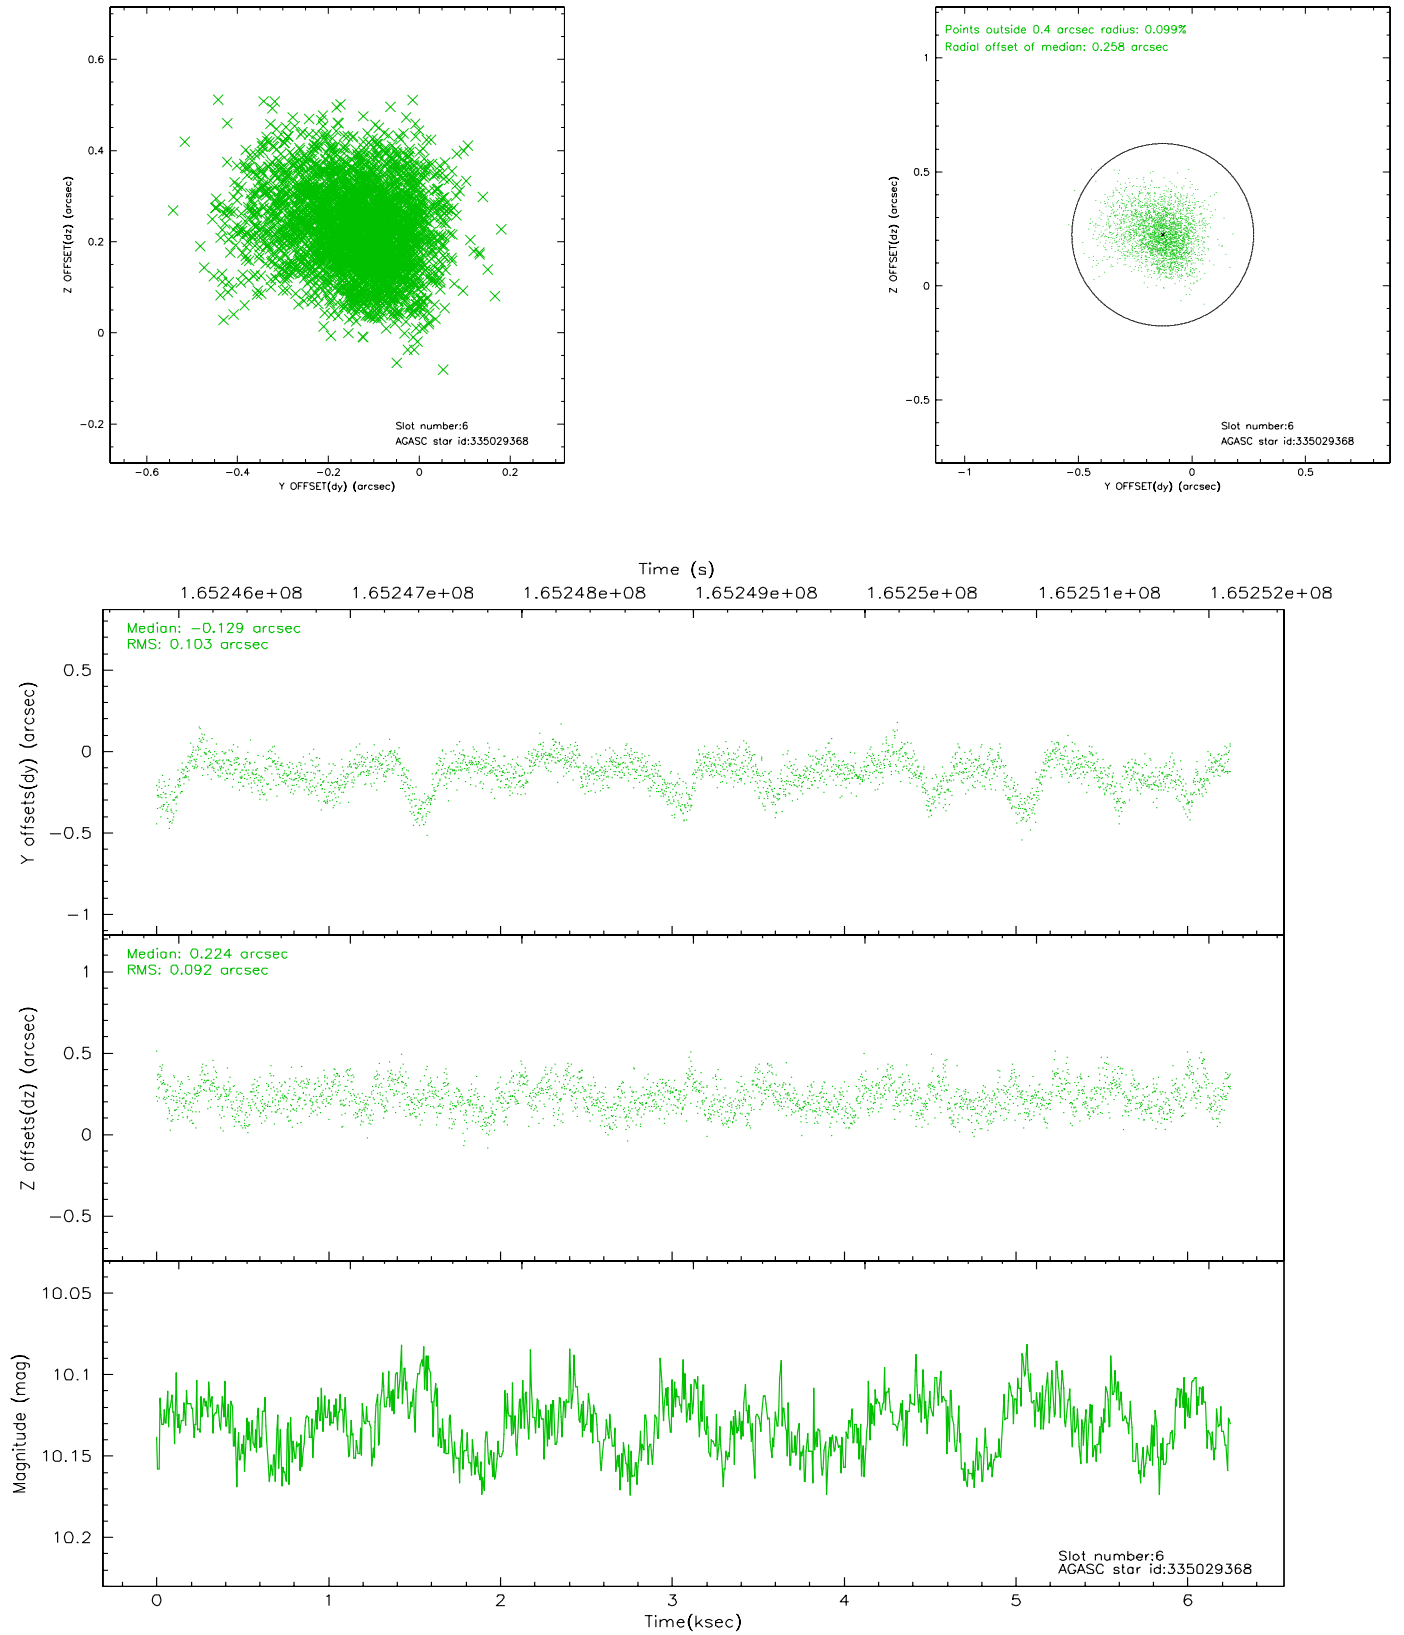 0.6
0.4
0.2
0
−0.2
Z OFFSET(dz) (arcsec)
−0.6 −0.4 −0.2 0 0.2
Y OFFSET(dy) (arcsec)
Slot number:6
AGASC star id:335029368
Points outside 0.4 arcsec radius: 0.099%
Radial offset of median: 0.258 arcsec
1
0.5
0
−0.5
Z OFFSET(dz) (arcsec)
−1 −0.5 0 0.5
Y OFFSET(dy) (arcsec)
Slot number:6
AGASC star id:335029368
Time (s)
1.65246e+08 1.65247e+08 1.65248e+08 1.65249e+08 1.6525e+08 1.65251e+08 1.65252e+08
Median: −0.129 arcsec
RMS: 0.103 arcsec
0.5
0
−0.5
−1
Y offsets(dy) (arcsec)
Median: 0.224 arcsec
RMS: 0.092 arcsec
1
0.5
0
−0.5
Z offsets(dz) (arcsec)
10.05
10.1
10.15
10.2
Magnitude (mag)
Slot number:6
AGASC star id:335029368
0 1 2 3 4 5 6
Time(ksec)